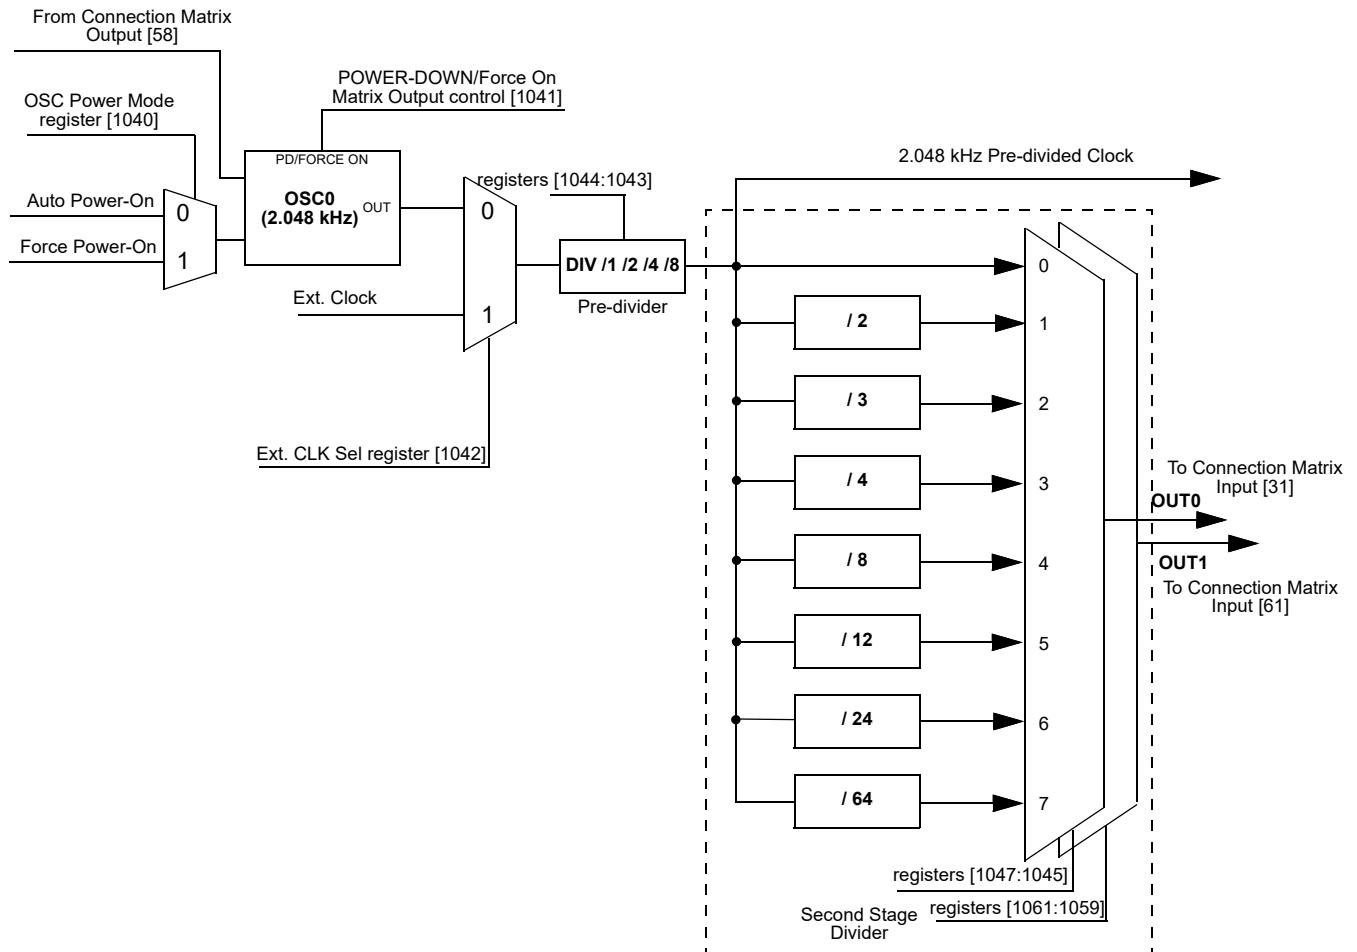 From Connection Matrix
Output [58]
POWER-DOWN/Force On
Matrix Output control [1041]
OSC Power Mode
register [1040]
PD/FORCE ON
OSC0
(2.048 kHz)
OUT
Auto Power-On
0
Force Power-On
1
0
1
registers [1044:1043]
DIV /1 /2 /4 /8
Pre-divider
Ext. Clock
Ext. CLK Sel register [1042]
2.048 kHz Pre-divided Clock
0
/ 2
1
/ 3
2
/ 4
3
/ 8
4
/ 12
5
/ 24
6
/ 64
7
To Connection Matrix
Input [31]
OUT0
OUT1
To Connection Matrix
Input [61]
registers [1047:1045]
registers [1061:1059]
Second Stage
Divider